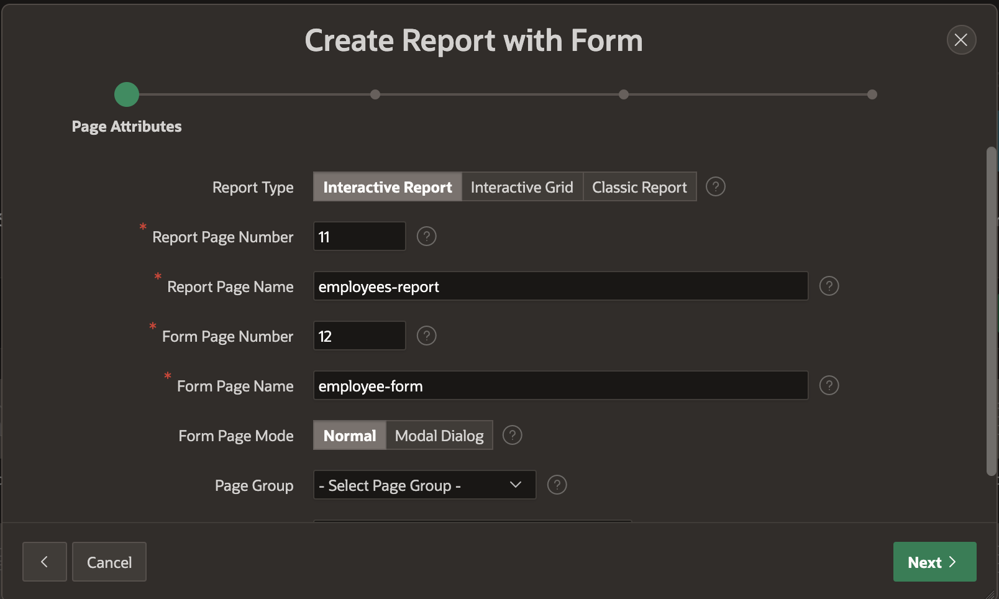 Create Report with Form
Page Attributes
Report Type Interactive Report Interactive Grid Classic Report ?
* Report Page Number 11 ?
* Report Page Name employees-report ?
* Form Page Number 12 ?
* Form Page Name employee-form ?
Form Page Mode Normal Modal Dialog ?
Page Group - Select Page Group - ?
Cancel Next